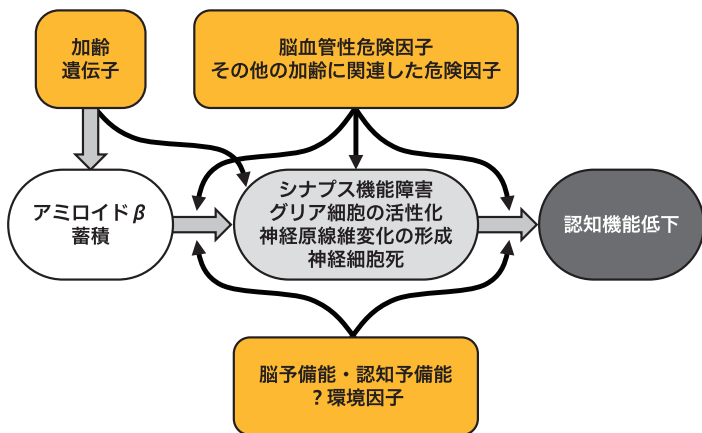 加齢
遺伝子
脳血管性危険因子
その他の加齢に関連した危険因子
アミロイドβ
蓄積
シナプス機能障害
グリア細胞の活性化
神経原線維変化の形成
神経細胞死
認知機能低下
脳予備能・認知予備能
？環境因子